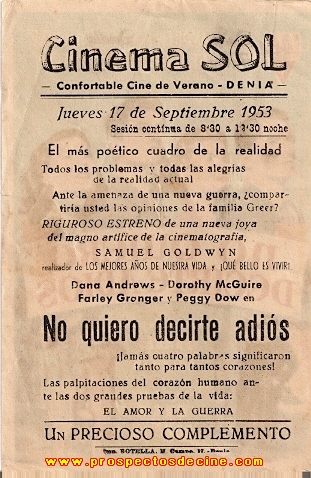 Cinema SOL
— Confortable Cine de Verano - DENIA —
Jueves 17 de Septiembre 1953
Sesión contínua de 8'30 a 12'30 noche
El más poético cuadro de la realidad
Todos los problemas y todas las alegrías
de la realidad actual
Ante la amenaza de una nueva guerra, ¿compar-
tiría usted las opiniones de la familia Greer?
RIGUROSO ESTRENO de una nueva joya
del magno artífice de la cinematografía,
SAMUEL GOLDWYN
realizador de LOS MEJORES AÑOS DE NUESTRA VIDA y ¡QUÉ BELLO ES VIVIR!
Dana Andrews - Dorothy McGuire
Farley Granger y Peggy Dow en
No quiero decirte adiós
¡Jamás cuatro palabras significaron
tanto para tantos corazones!
Las palpitaciones del corazón humano an-
te las dos grandes pruebas de la vida:
EL AMOR Y LA GUERRA
UN PRECIOSO COMPLEMENTO
Imp. BOTELLA, M. Campo, 17.-Denia
www.prospectosdecine.com